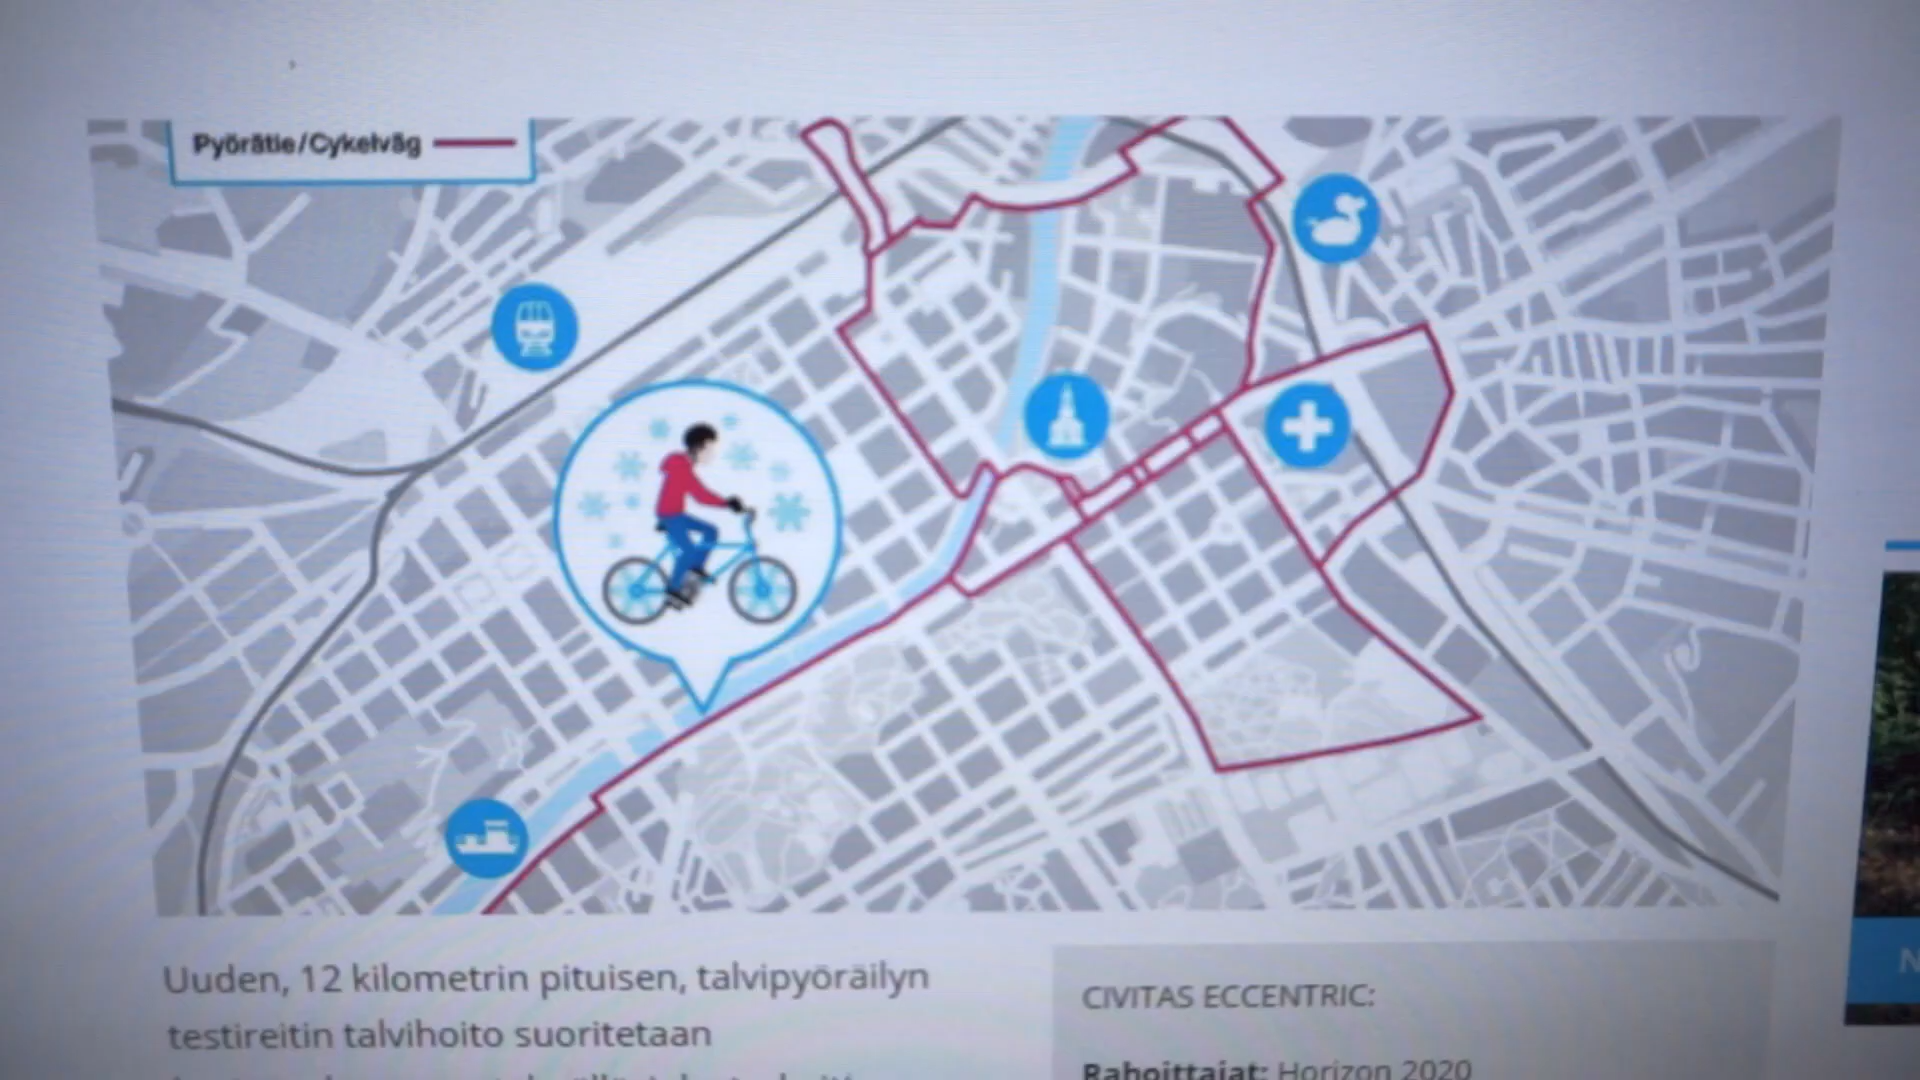 Pyörätie/Cykelväg
Uuden, 12 kilometrin pituisen, talvipyöräilyn
testireitin talvihoito suoritetaan
CIVITAS ECCENTRIC:
Rahoittajat: Horizon 2020
N